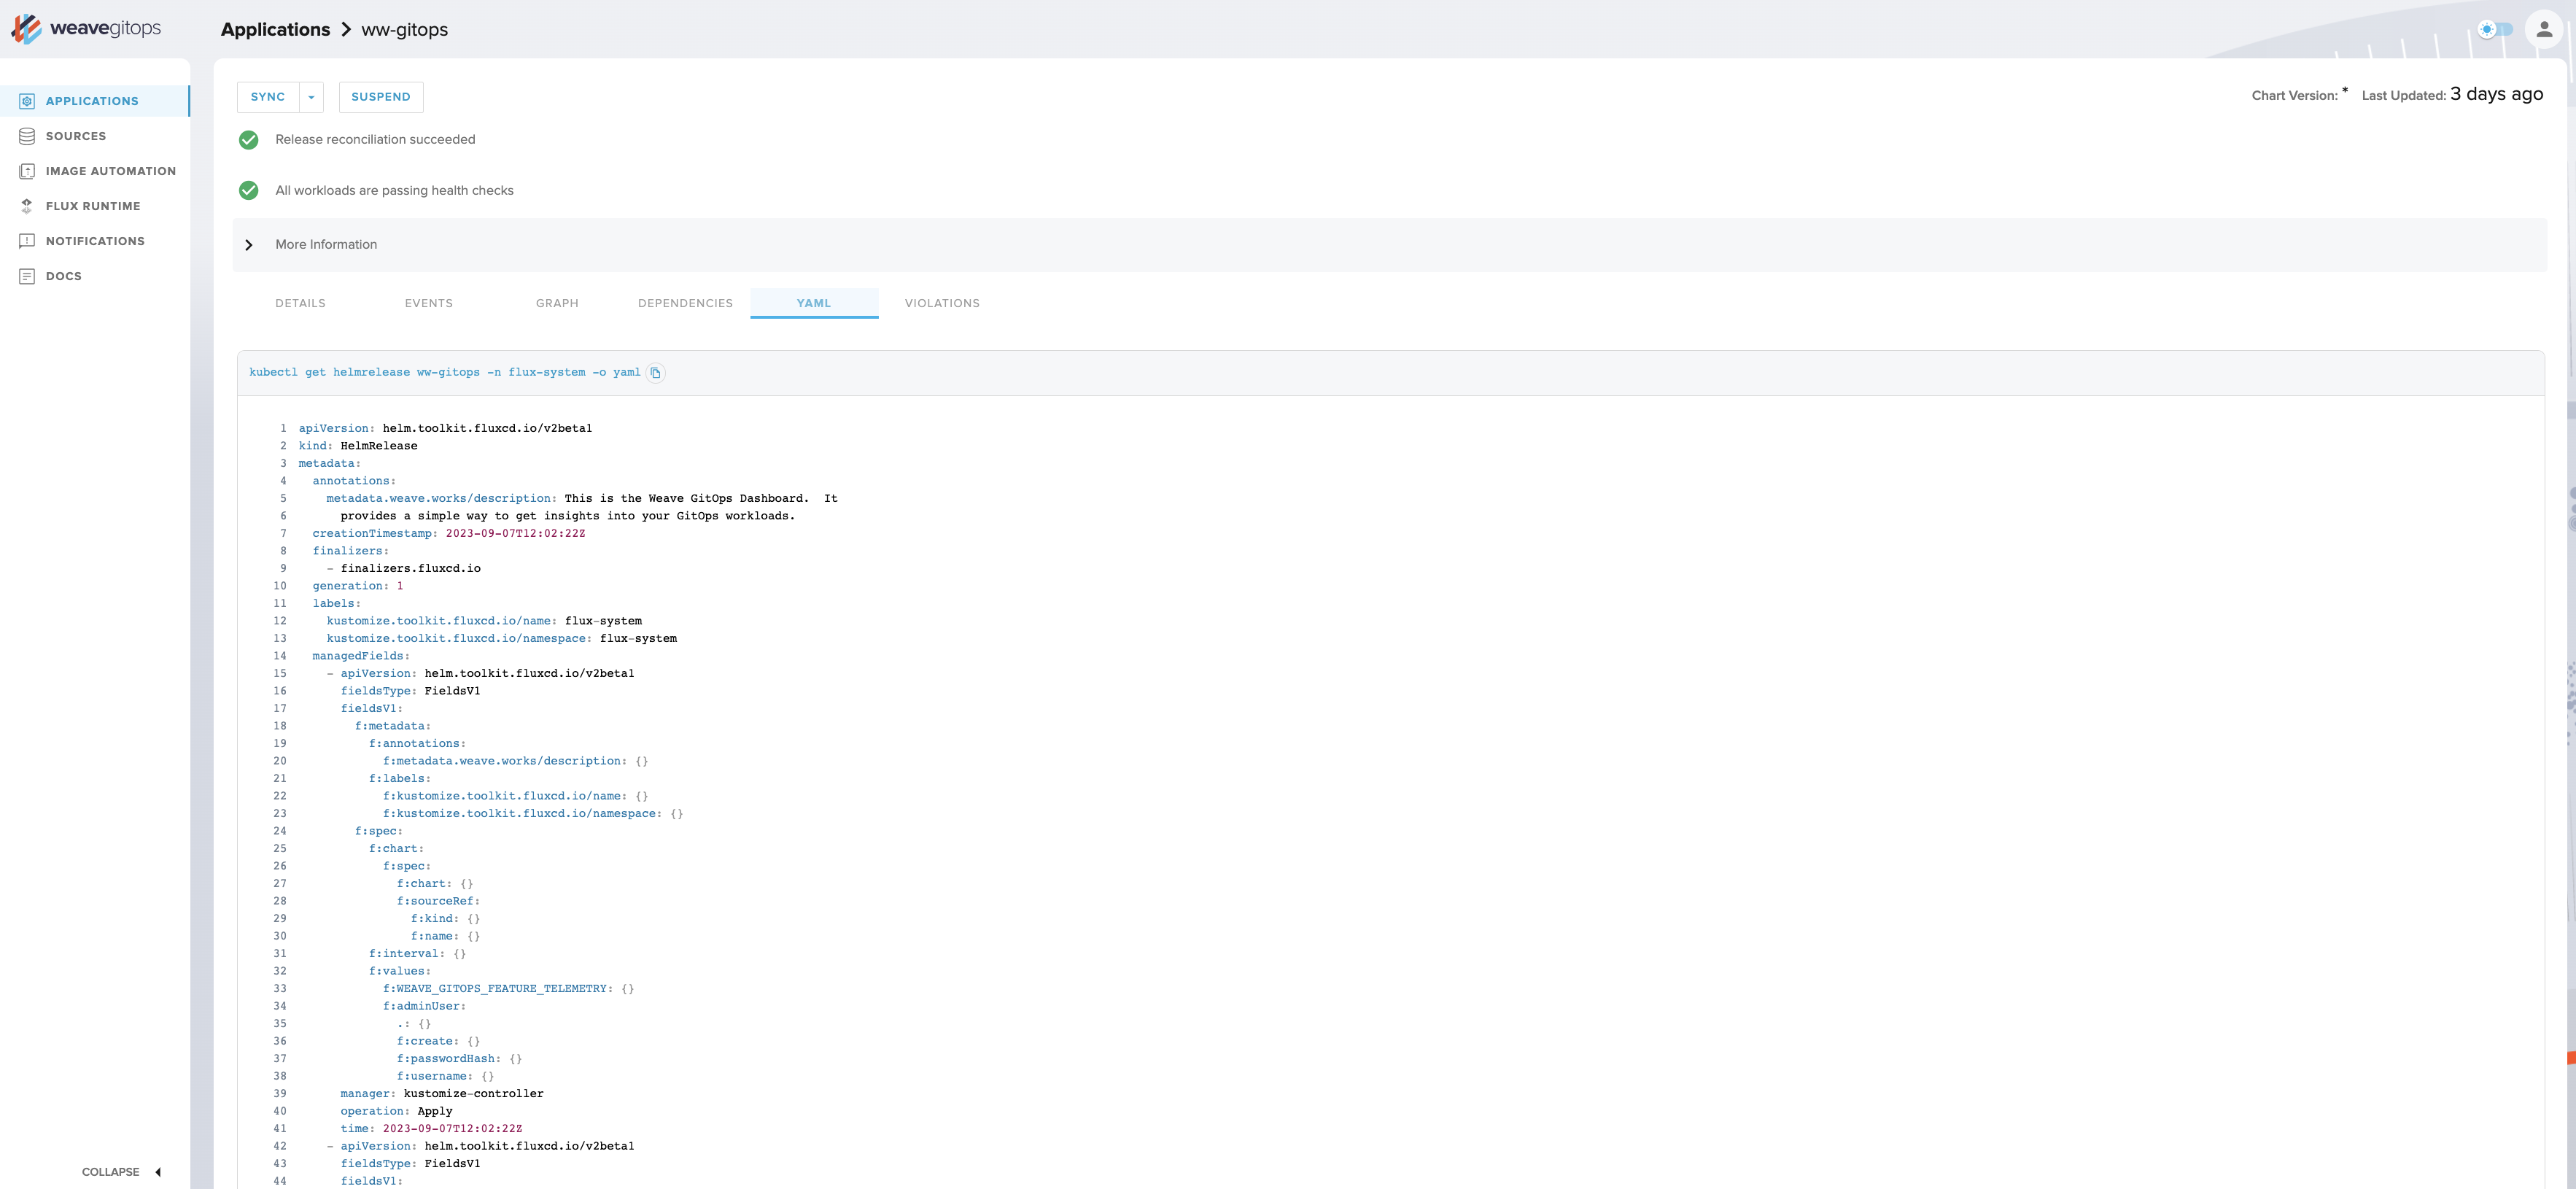 weavegitops
Applications > ww-gitops
APPLICATIONS
SOURCES
IMAGE AUTOMATION
FLUX RUNTIME
NOTIFICATIONS
DOCS
COLLAPSE
SYNC SUSPEND
Chart Version: * Last Updated: 3 days ago
Release reconciliation succeeded
All workloads are passing health checks
More Information
DETAILS EVENTS GRAPH DEPENDENCIES YAML VIOLATIONS
kubectl get helmrelease ww-gitops -n flux-system -o yaml
1 apiVersion: helm.toolkit.fluxcd.io/v2beta1
2 kind: HelmRelease
3 metadata:
4   annotations:
5     metadata.weave.works/description: This is the Weave GitOps Dashboard.  It
6       provides a simple way to get insights into your GitOps workloads.
7   creationTimestamp: 2023-09-07T12:02:22Z
8   finalizers:
9     - finalizers.fluxcd.io
10   generation: 1
11   labels:
12     kustomize.toolkit.fluxcd.io/name: flux-system
13     kustomize.toolkit.fluxcd.io/namespace: flux-system
14   managedFields:
15     - apiVersion: helm.toolkit.fluxcd.io/v2beta1
16       fieldsType: FieldsV1
17       fieldsV1:
18         f:metadata:
19           f:annotations:
20             f:metadata.weave.works/description: {}
21           f:labels:
22             f:kustomize.toolkit.fluxcd.io/name: {}
23             f:kustomize.toolkit.fluxcd.io/namespace: {}
24         f:spec:
25           f:chart:
26             f:spec:
27               f:chart: {}
28               f:sourceRef:
29                 f:kind: {}
30                 f:name: {}
31           f:interval: {}
32           f:values:
33             f:WEAVE_GITOPS_FEATURE_TELEMETRY: {}
34             f:adminUser:
35               .: {}
36               f:create: {}
37               f:passwordHash: {}
38               f:username: {}
39       manager: kustomize-controller
40       operation: Apply
41       time: 2023-09-07T12:02:22Z
42     - apiVersion: helm.toolkit.fluxcd.io/v2beta1
43       fieldsType: FieldsV1
44       fieldsV1: